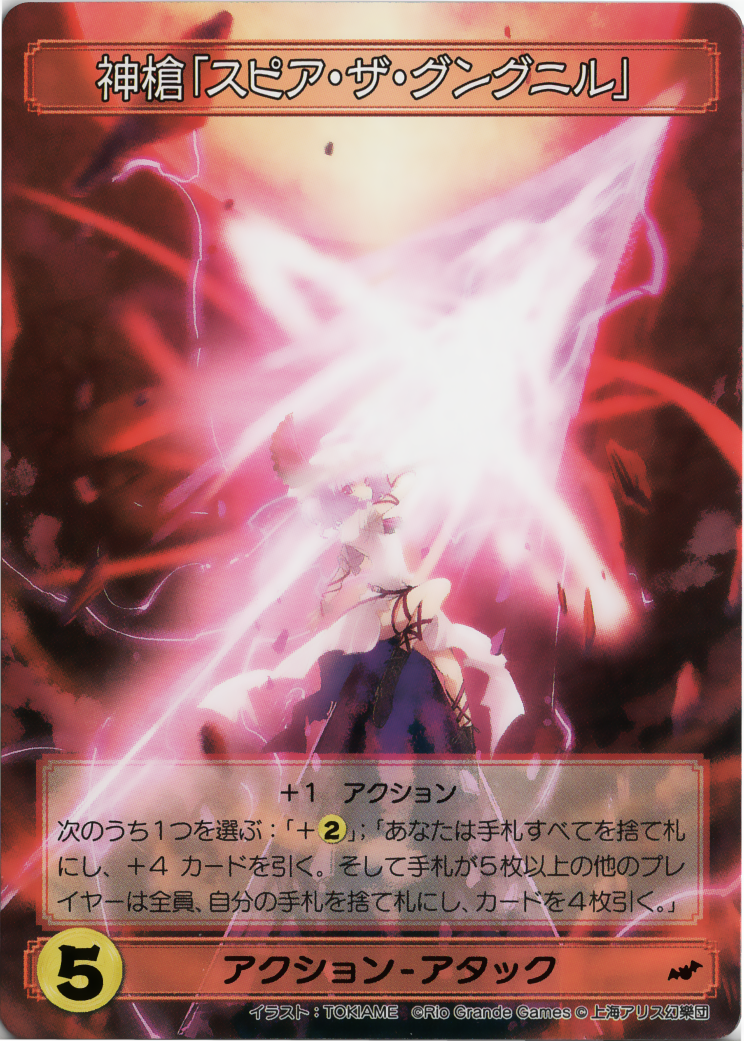 神槍「スピア・ザ・グングニル」
+1 アクション
次のうち1つを選ぶ:「+2」;「あなたは手札すべてを捨て札
にし、+4 カードを引く。そして手札が5枚以上の他のプレ
イヤーは全員、自分の手札を捨て札にし、カードを4枚引く。」
5 アクション-アタック
イラスト:TOKIAME ©Rio Grande Games © 上海アリス幻樂団